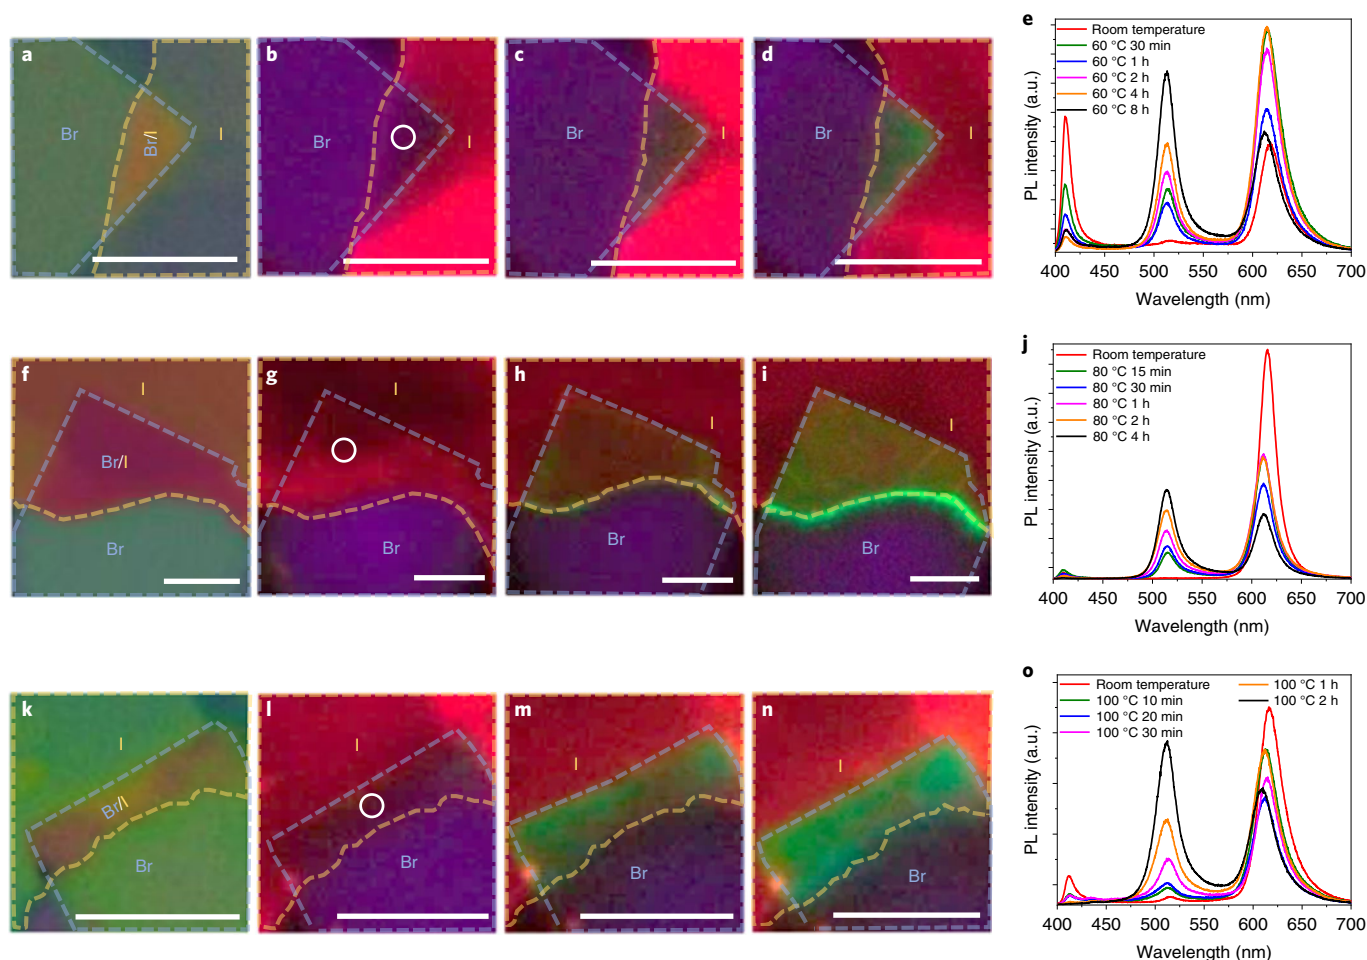 a
Br
Br/I
I
b
Br
I
c
d
e
PL intensity (a.u.)
Room temperature
60 °C 30 min
60 °C 1 h
60 °C 2 h
60 °C 4 h
60 °C 8 h
400 450 500 550 600 650 700
Wavelength (nm)
f
I
Br/I
Br
g
I
Br
h
I
Br
i
I
Br
j
PL intensity (a.u.)
Room temperature
80 °C 15 min
80 °C 30 min
80 °C 1 h
80 °C 2 h
80 °C 4 h
400 450 500 550 600 650 700
Wavelength (nm)
k
I
Br/I
Br
l
I
Br
m
I
Br
n
I
Br
o
PL intensity (a.u.)
Room temperature
100 °C 10 min
100 °C 20 min
100 °C 30 min
100 °C 1 h
100 °C 2 h
400 450 500 550 600 650 700
Wavelength (nm)
Br
I
Br
I